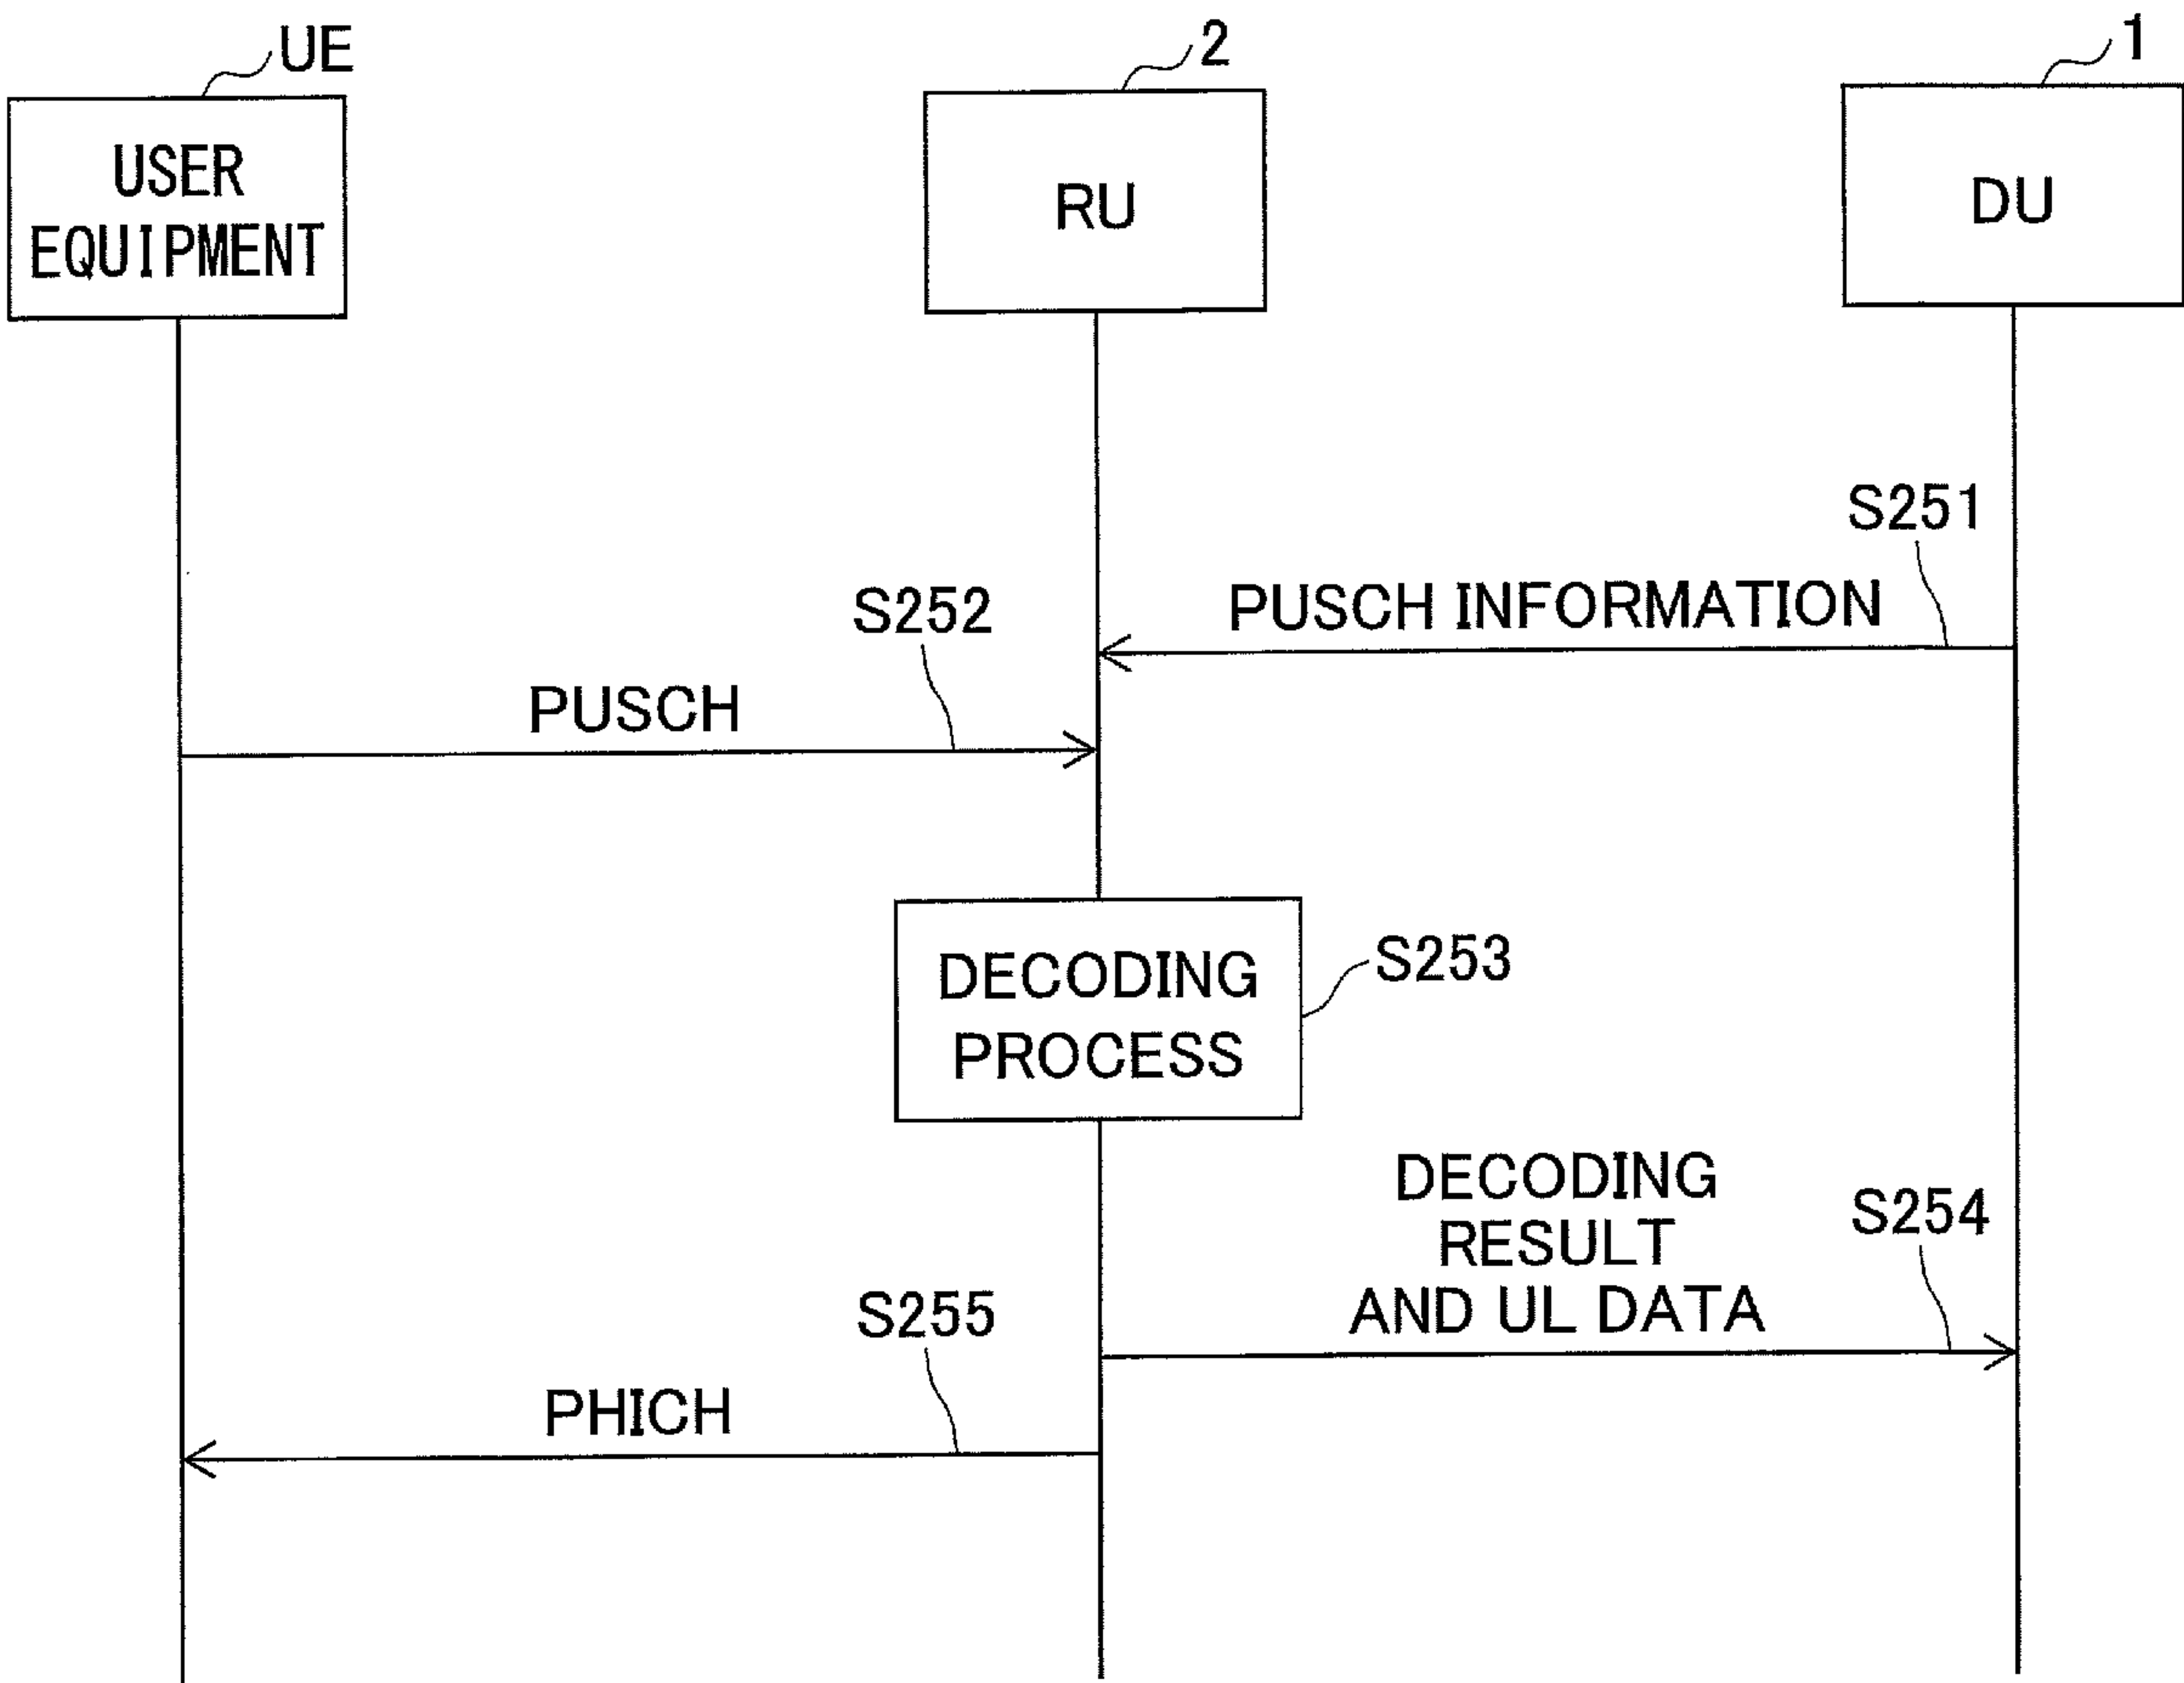 UE
2
1
USER
EQUIPMENT
RU
DU
S251
PUSCH INFORMATION
S252
PUSCH
DECODING
PROCESS
S253
DECODING
RESULT
AND UL DATA
S254
S255
PHICH